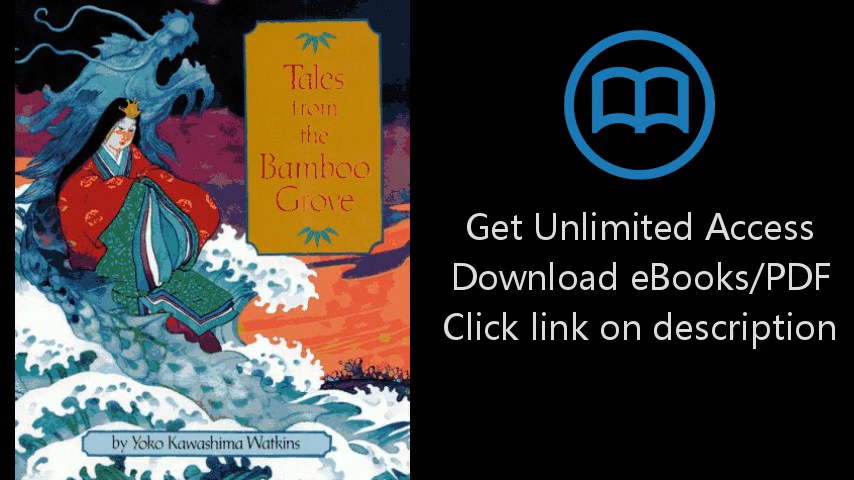 Tales
from
the
Bamboo
Grove
by Yoko Kawashima Watkins
Get Unlimited Access
Download eBooks/PDF
Click link on description